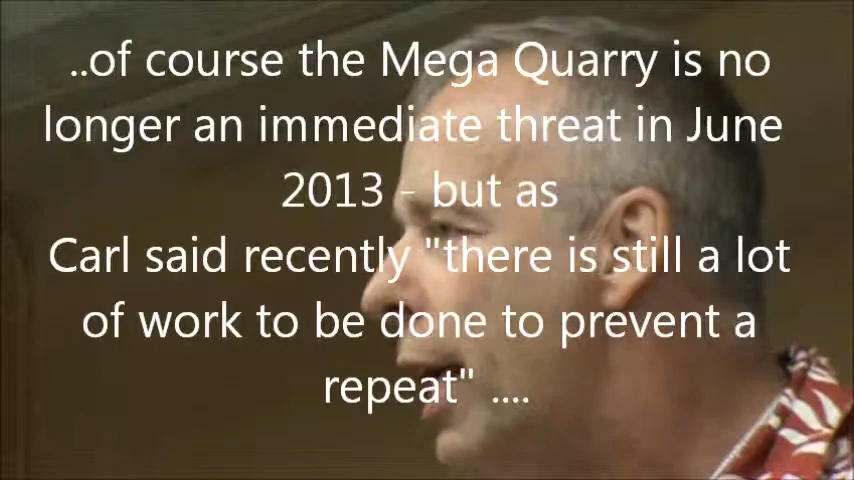 ..of course the Mega Quarry is no
longer an immediate threat in June
2013 - but as
Carl said recently "there is still a lot
of work to be done to prevent a
repeat" ....